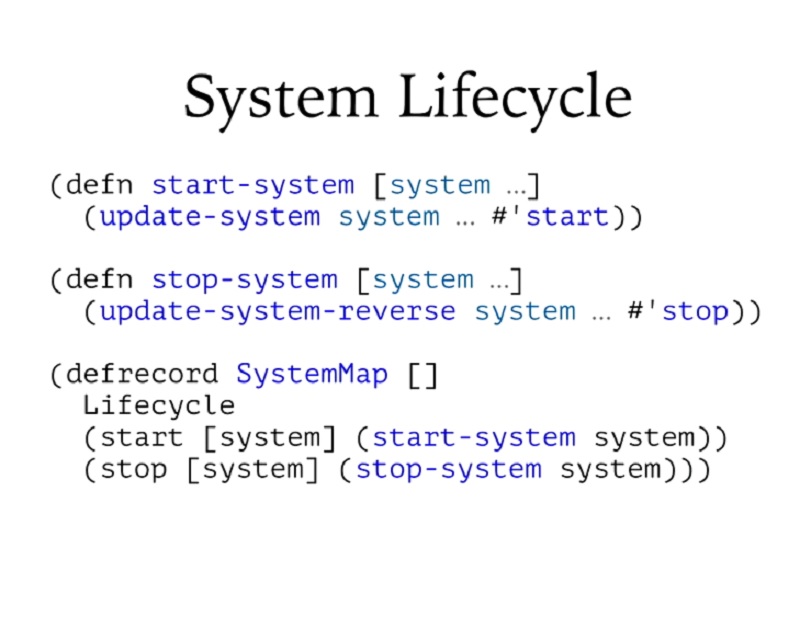 System Lifecycle
(defn start-system [system …]
(update-system system … #'start))
(defn stop-system [system …]
(update-system-reverse system … #'stop))
(defrecord SystemMap []
Lifecycle
(start [system] (start-system system))
(stop [system] (stop-system system)))